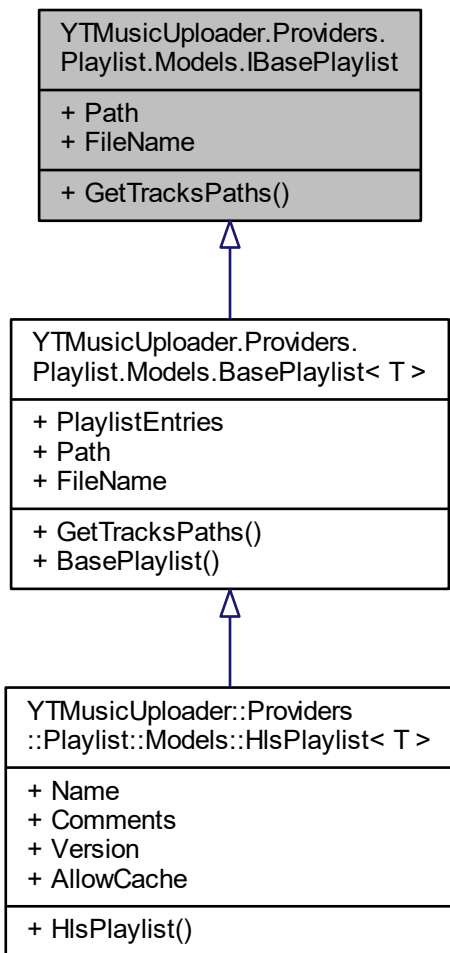 YTMusicUploader.Providers.
Playlist.Models.IBasePlaylist
+ Path
+ FileName
+ GetTracksPaths()
YTMusicUploader.Providers.
Playlist.Models.BasePlaylist< T >
+ PlaylistEntries
+ Path
+ FileName
+ GetTracksPaths()
+ BasePlaylist()
YTMusicUploader::Providers
::Playlist::Models::HlsPlaylist< T >
+ Name
+ Comments
+ Version
+ AllowCache
+ HlsPlaylist()